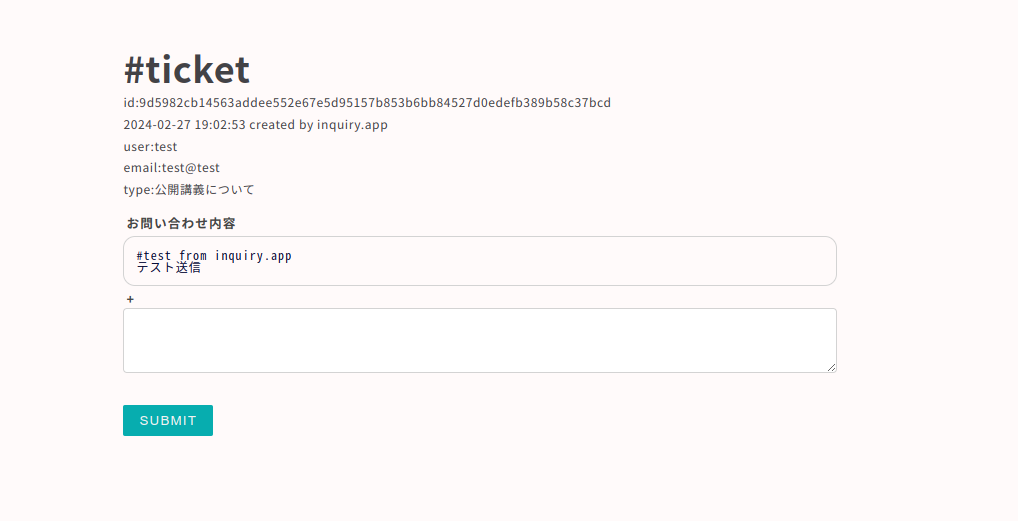 #ticket
id:9d5982cb14563addee552e67e5d95157b853b6bb84527d0edefb389b58c37bcd
2024-02-27 19:02:53 created by inquiry.app
user:test
email:test@test
type:公開講義について
お問い合わせ内容
#test from inquiry.app
テスト送信
+
SUBMIT